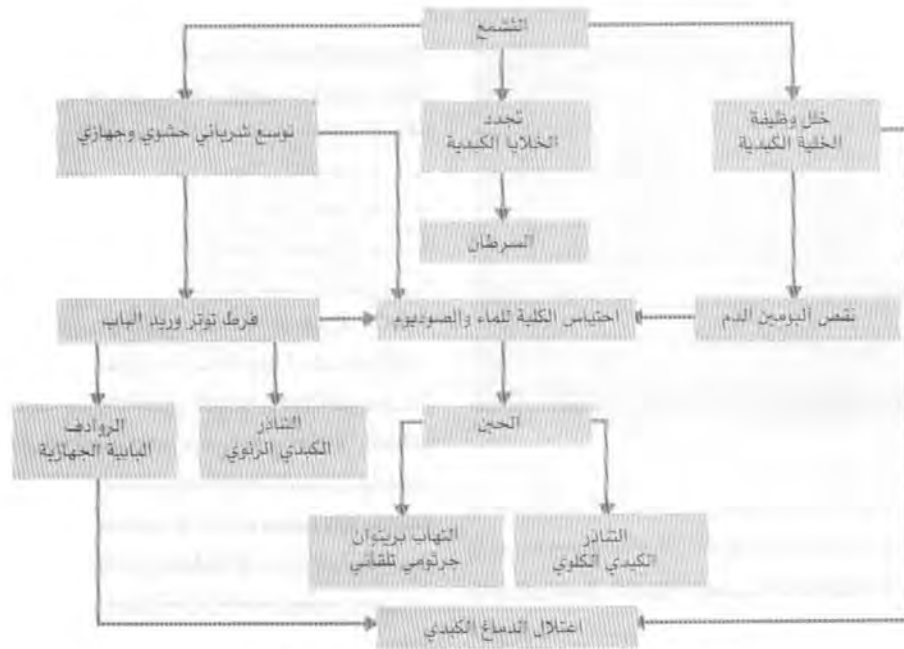 التشمع
توسع شرياني حشوي وجهازي
تجدد
الخلايا الكبدية
خلل وظيفة
الخلية الكبدية
السرطان
فرط توتر وريد الباب
احتباس الكلية للماء والصوديوم
نقص البومين الدم
الروادف
البابية الجهازية
التناذر
الكبدي الرئوي
الحبن
التهاب بريتوان
جرثومي تلقائي
التناذر
الكبدي الكلوي
اعتلال الدماغ الكبدي